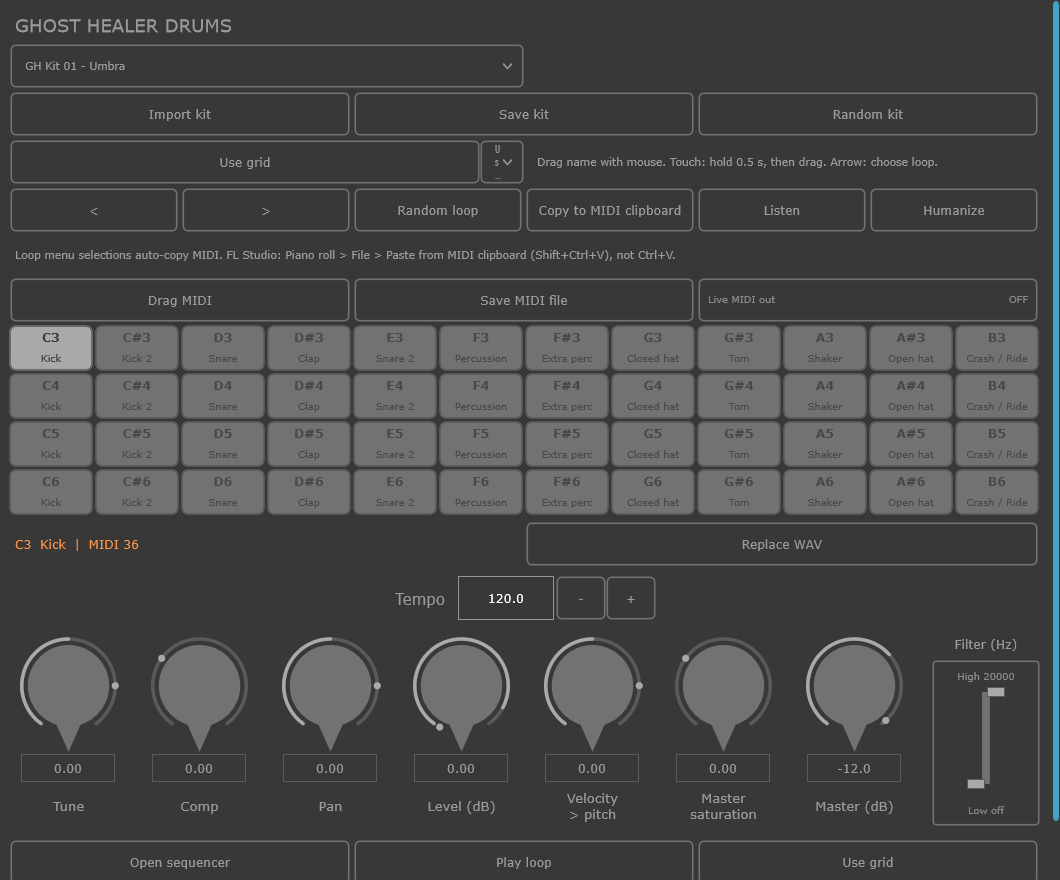 GHOST HEALER DRUMS
GH Kit 01 - Umbra
Import kit Save kit Random kit
Use grid U s _ Drag name with mouse. Touch: hold 0.5 s, then drag. Arrow: choose loop.
< > Random loop Copy to MIDI clipboard Listen Humanize
Loop menu selections auto-copy MIDI. FL Studio: Piano roll > File > Paste from MIDI clipboard (Shift+Ctrl+V), not Ctrl+V.
Drag MIDI Save MIDI file Live MIDI out OFF
C3 C#3 D3 D#3 E3 F3 F#3 G3 G#3 A3 A#3 B3
Kick Kick 2 Snare Clap Snare 2 Percussion Extra perc Closed hat Tom Shaker Open hat Crash / Ride
C4 C#4 D4 D#4 E4 F4 F#4 G4 G#4 A4 A#4 B4
Kick Kick 2 Snare Clap Snare 2 Percussion Extra perc Closed hat Tom Shaker Open hat Crash / Ride
C5 C#5 D5 D#5 E5 F5 F#5 G5 G#5 A5 A#5 B5
Kick Kick 2 Snare Clap Snare 2 Percussion Extra perc Closed hat Tom Shaker Open hat Crash / Ride
C6 C#6 D6 D#6 E6 F6 F#6 G6 G#6 A6 A#6 B6
Kick Kick 2 Snare Clap Snare 2 Percussion Extra perc Closed hat Tom Shaker Open hat Crash / Ride
C3 Kick | MIDI 36 Replace WAV
Tempo 120.0 - +
Filter (Hz)
High 20000
0.00 0.00 0.00 0.00 0.00 0.00 -12.0
Tune Comp Pan Level (dB) Velocity > pitch Master saturation Master (dB) Low off
Open sequencer Play loop Use grid